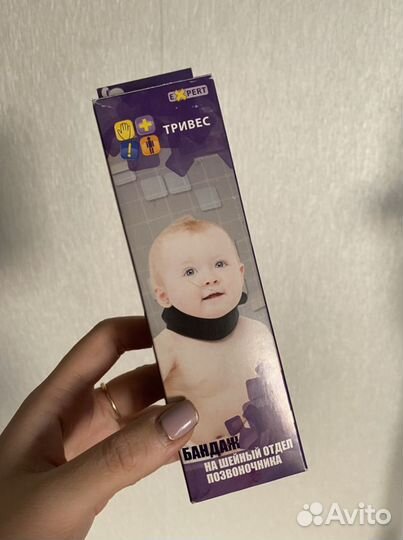 EXPERT
ТРИВЕС
БАНДАЖ
НА ШЕЙНЫЙ ОТДЕЛ
ПОЗВОНОЧНИКА
Avito